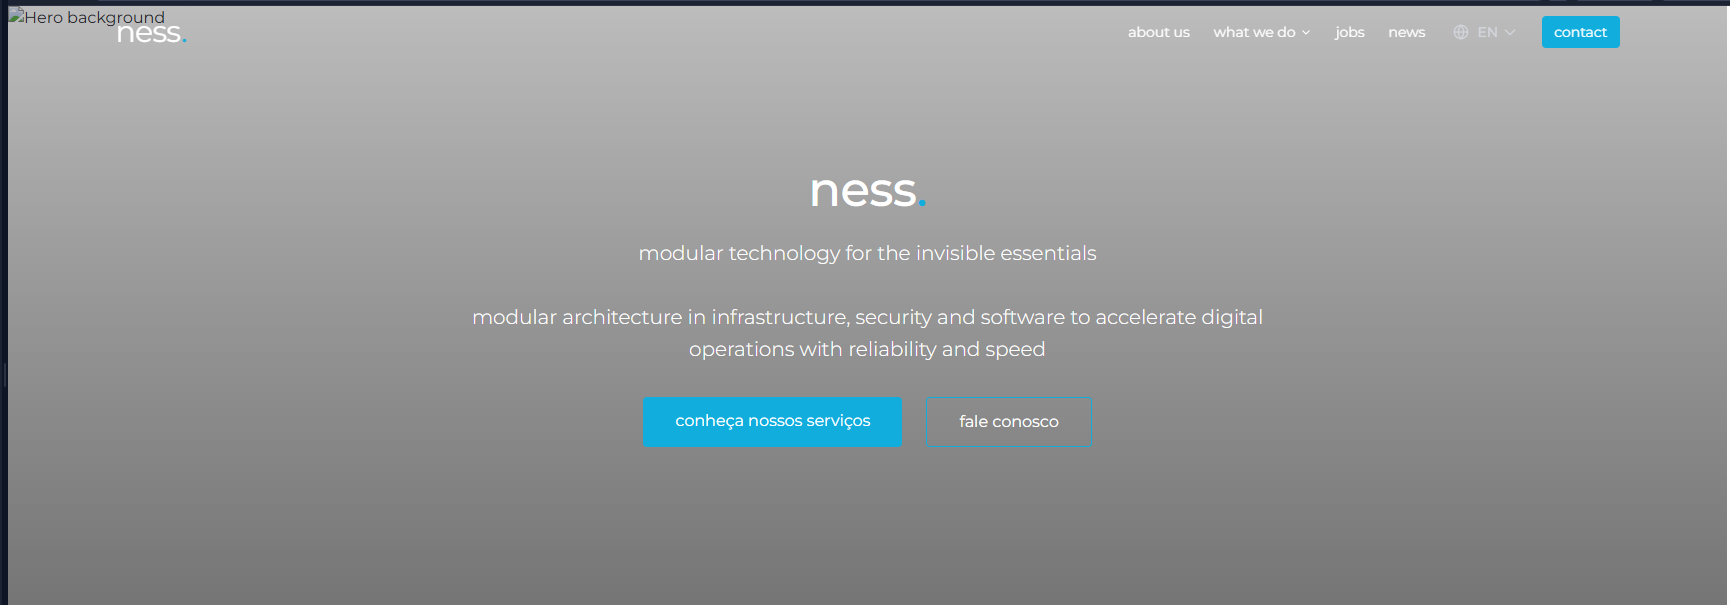 Hero background
ness.
about us what we do jobs news EN contact
ness.
modular technology for the invisible essentials
modular architecture in infrastructure, security and software to accelerate digital
operations with reliability and speed
conheça nossos serviços fale conosco